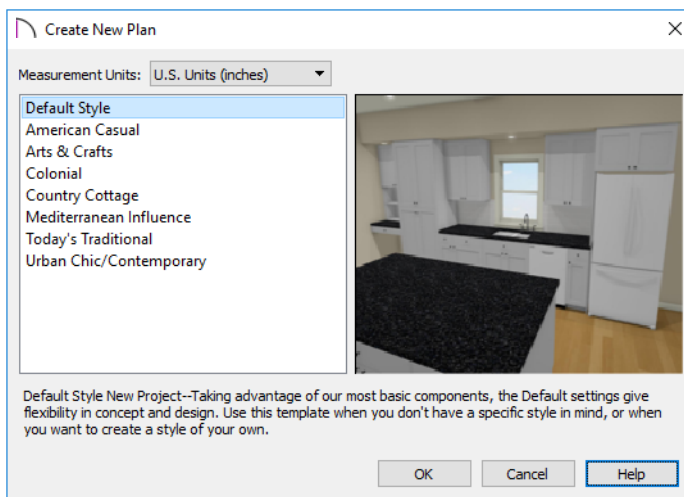 Create New Plan
Measurement Units: U.S. Units (inches)
Default Style
American Casual
Arts & Crafts
Colonial
Country Cottage
Mediterranean Influence
Today's Traditional
Urban Chic/Contemporary
Default Style New Project--Taking advantage of our most basic components, the Default settings give
flexibility in concept and design. Use this template when you don't have a specific style in mind, or when
you want to create a style of your own.
OK Cancel Help